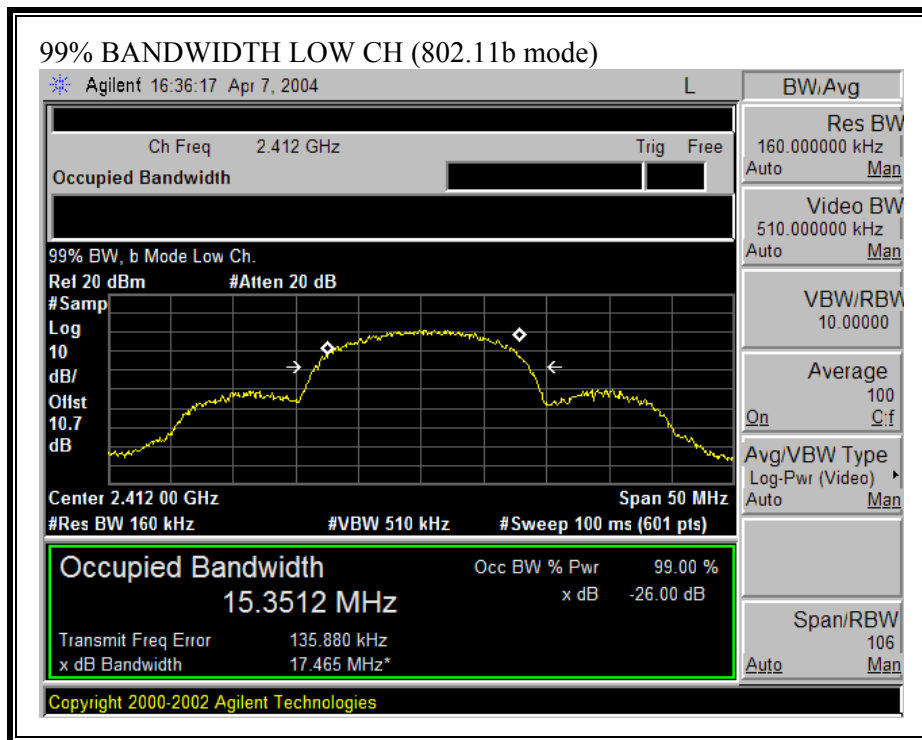 99% BANDWIDTH LOW CH (802.11b mode)
Agilent 16:36:17 Apr 7, 2004 L
BW/Avg
Ch Freq 2.412 GHz Trig Free
Occupied Bandwidth
99% BW, b Mode Low Ch.
Ref 20 dBm #Atten 20 dB
#Samp
Log
10
dB/
Offst
10.7
dB
Center 2.412 00 GHz Span 50 MHz
#Res BW 160 kHz #VBW 510 kHz #Sweep 100 ms (601 pts)
Occupied Bandwidth
15.3512 MHz
Occ BW % Pwr 99.00 %
x dB -26.00 dB
Transmit Freq Error 135.880 kHz
x dB Bandwidth 17.465 MHz*
Copyright 2000-2002 Agilent Technologies
Res BW
160.000000 kHz
Auto Man
Video BW
510.000000 kHz
Auto Man
VBW/RBW
10.00000
Average
100
On Off
Avg/VBW Type
Log-Pwr (Video)
Auto Man
Span/RBW
106
Auto Man